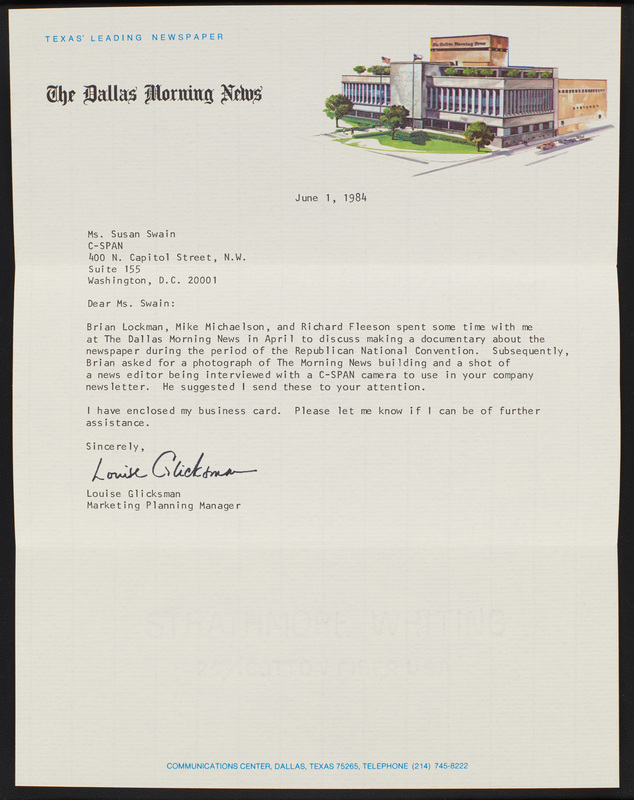 TEXAS' LEADING NEWSPAPER
The Dallas Morning News
The Dallas Morning News
June 1, 1984
Ms. Susan Swain
C-SPAN
400 N. Capitol Street, N.W.
Suite 155
Washington, D.C. 20001
Dear Ms. Swain:
Brian Lockman, Mike Michaelson, and Richard Fleeson spent some time with me
at The Dallas Morning News in April to discuss making a documentary about the
newspaper during the period of the Republican National Convention. Subsequently,
Brian asked for a photograph of The Morning News building and a shot of
a news editor being interviewed with a C-SPAN camera to use in your company
newsletter. He suggested I send these to your attention.
I have enclosed my business card. Please let me know if I can be of further
assistance.
Sincerely,
Louise Glicksman
Louise Glicksman
Marketing Planning Manager
COMMUNICATIONS CENTER, DALLAS, TEXAS 75265, TELEPHONE (214) 745-8222